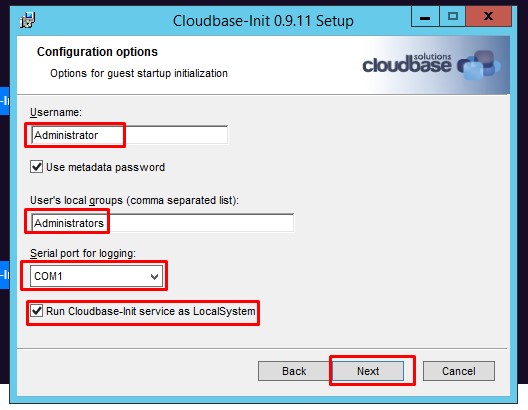 Cloudbase-Init 0.9.11 Setup
Configuration options
Options for guest startup initialization
solutions
cloudbase
Username:
Administrator
Use metadata password
User's local groups (comma separated list):
Administrators
Serial port for logging:
COM1
Run Cloudbase-Init service as LocalSystem
Back
Next
Cancel